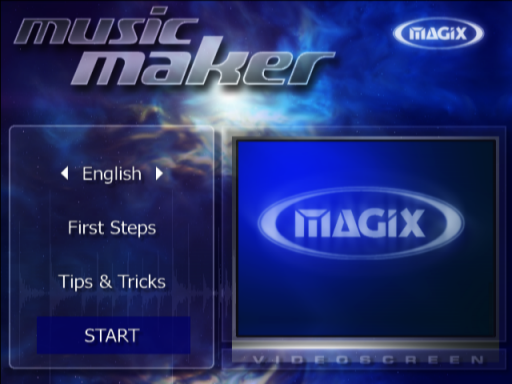 music
maker
MAGIX
English
First Steps
Tips & Tricks
START
MAGIX
VIDEOSCREEN